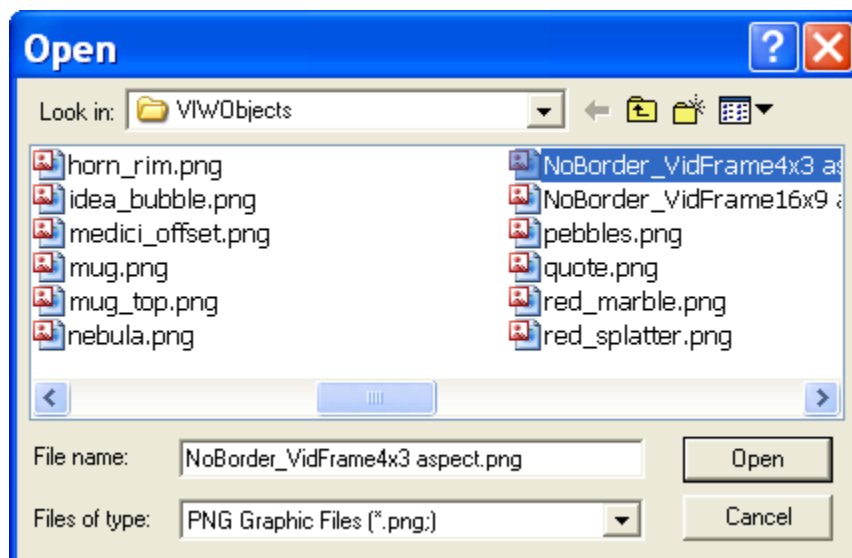 Open
Look in: VIWObjects
horn_rim.png
idea_bubble.png
medici_offset.png
mug.png
mug_top.png
nebula.png
NoBorder_VidFrame4x3 as
NoBorder_VidFrame16x9
pebbles.png
quote.png
red_marble.png
red_splatter.png
File name: NoBorder_VidFrame4x3 aspect.png Open
Files of type: PNG Graphic Files (*.png;) Cancel